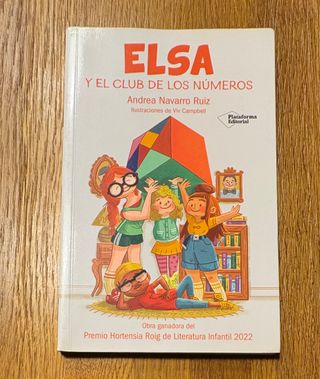 ELSA
Y EL CLUB DE LOS NÚMEROS
Andrea Navarro Ruiz
Ilustraciones de Viv Campbell
Plataforma
Editorial
Obra ganadora del
Premio Hortensia Roig de Literatura Infantil 2022